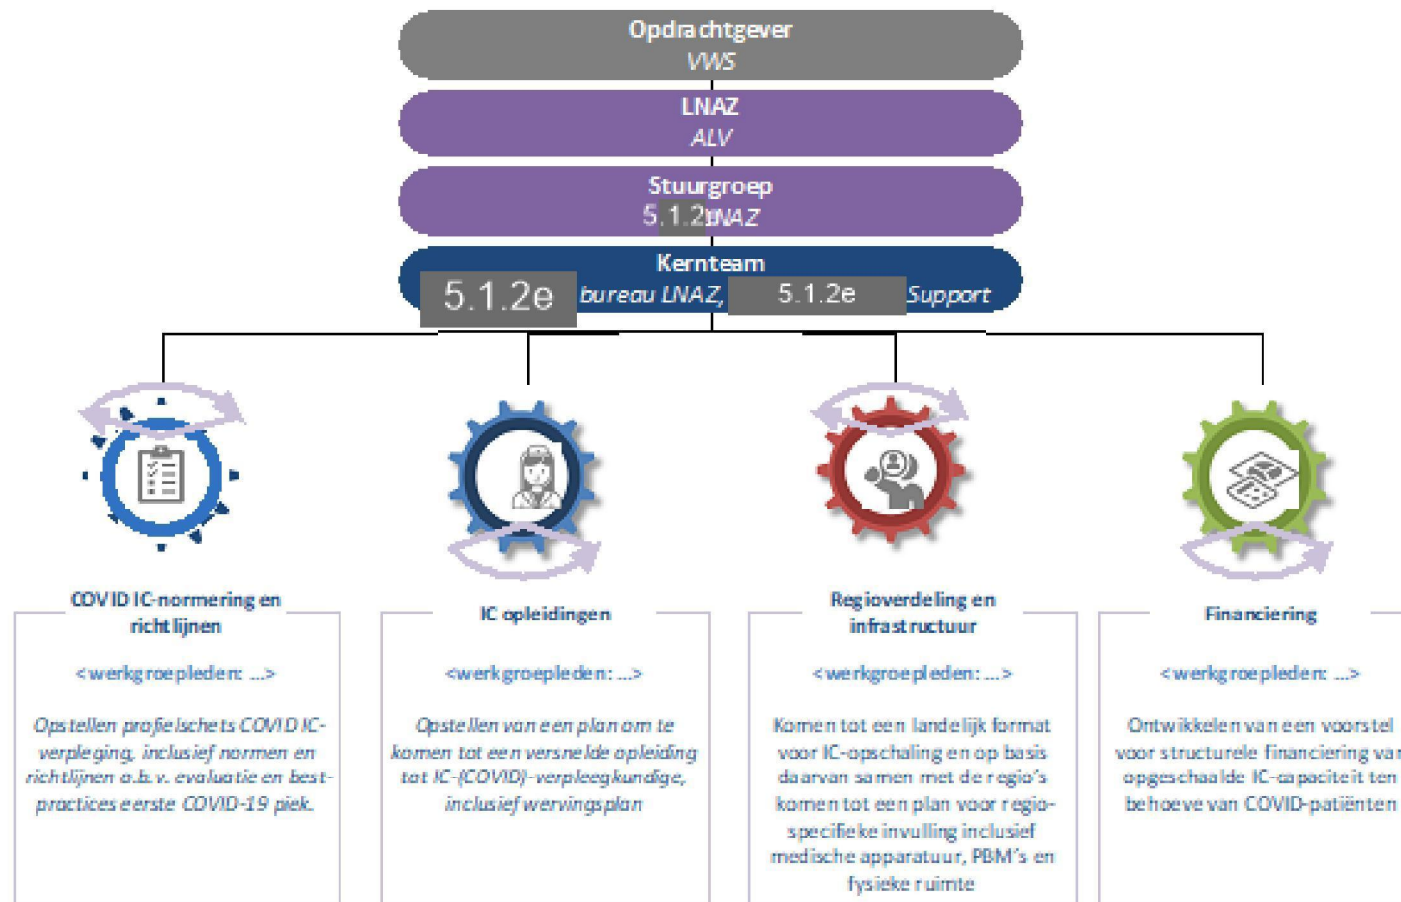 Opdrachtgever
VWS
LNAZ
ALV
Stuurgroep
5.1.2e LNAZ
Kernteam
5.1.2e bureau LNAZ, 5.1.2e Support
COVID IC-normering en
richtlijnen
<werkgroepleden: ...>
Opstellen profielschets COVID IC-
verpleging, inclusief normen en
richtlijnen a.b.v. evaluatie en best-
practices eerste COVID-19 piek.
IC opleidingen
<werkgroepleden: ...>
Opstellen van een plan om te
komen tot een versnelde opleiding
tot IC-(COVID)-verpleegkundige,
inclusief wervingsplan
Regioverdeling en
infrastructuur
<werkgroepleden: ...>
Komen tot een landelijk format
voor IC-opschaling en op basis
daarvan samen met de regio's
komen tot een plan voor regio-
specifieke invulling inclusief
medische apparatuur, PBM's en
fysieke ruimte
Financiering
<werkgroepleden: ...>
Ontwikkelen van een voorstel
voor structurele financiering van
opgeschaalde IC-capaciteit ten
behoeve van COVID-patiënten